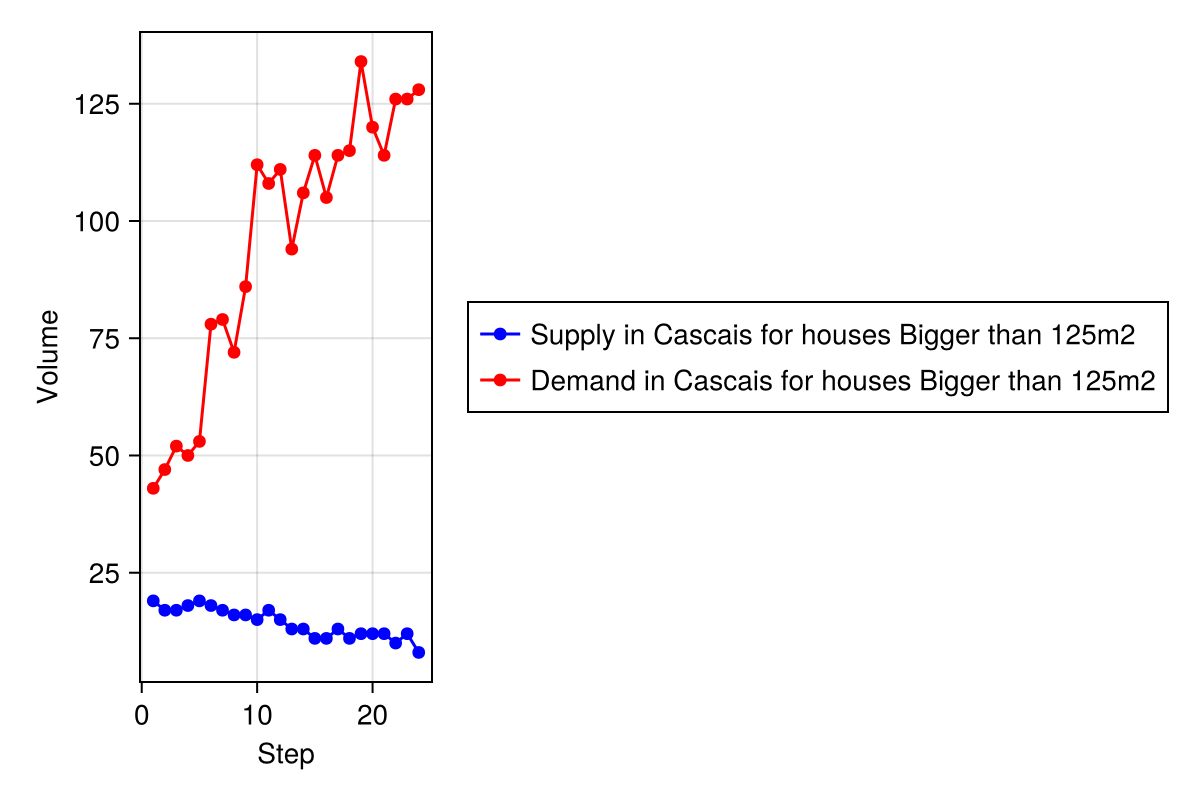 125
100
75
50
25
Volume
0 10 20
Step
Supply in Cascais for houses Bigger than 125m2
Demand in Cascais for houses Bigger than 125m2